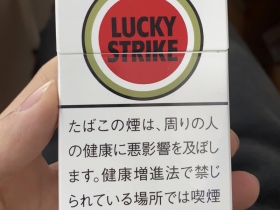 LUCKY
STRIKE
たばこの煙は、周りの人
の健康に悪影響を及ぼし
ます。健康増進法で禁じ
られている場所では喫煙